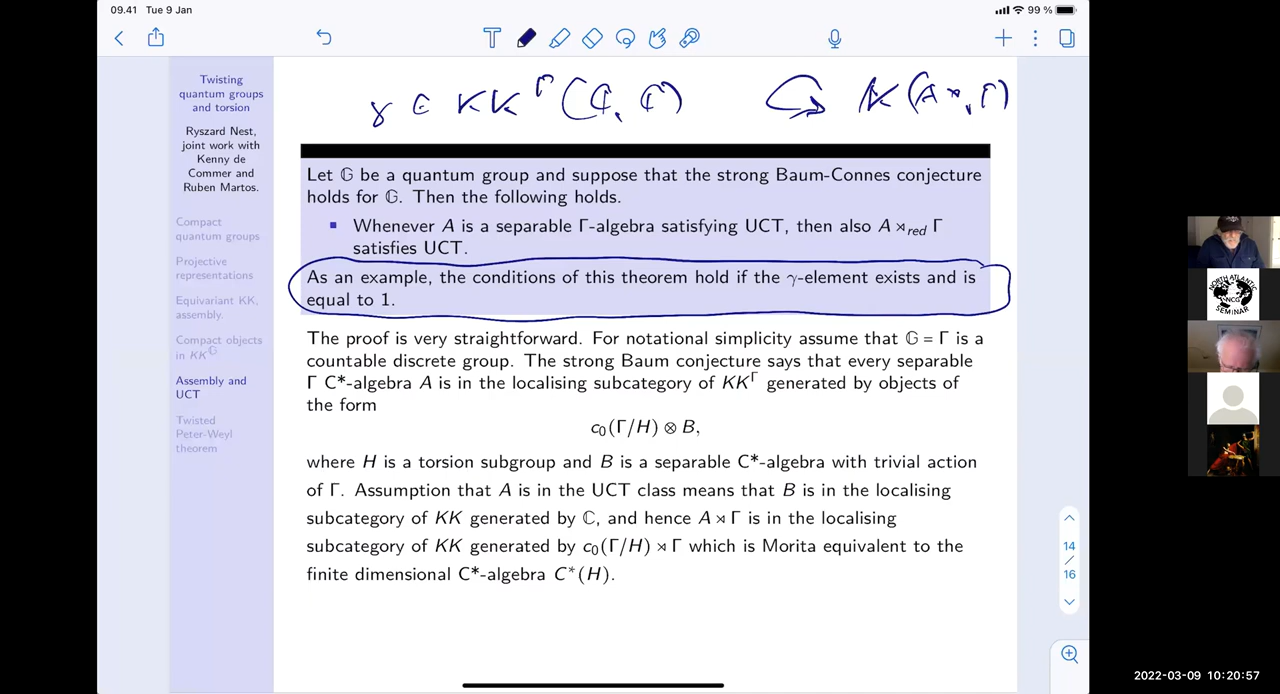 09.41 Tue 9 Jan
99 %
γ ∈ KK^Γ (ℂ, ℂ) K(A ⋊, Γ)
Twisting
quantum groups
and torsion
Ryszard Nest,
joint work with
Kenny de
Commer and
Ruben Martos.
Compact
quantum groups
Projective
representations
Equivariant KK,
assembly.
Compact objects
in KK^𝔾
Assembly and
UCT
Twisted
Peter-Weyl
theorem
Let 𝔾 be a quantum group and suppose that the strong Baum-Connes conjecture
holds for 𝔾. Then the following holds.
▪ Whenever A is a separable Γ-algebra satisfying UCT, then also A ⋊_red Γ
satisfies UCT.
As an example, the conditions of this theorem hold if the γ-element exists and is
equal to 1.
The proof is very straightforward. For notational simplicity assume that 𝔾 = Γ is a
countable discrete group. The strong Baum conjecture says that every separable
Γ C*-algebra A is in the localising subcategory of KK^Γ generated by objects of
the form
c₀(Γ/H) ⊗ B,
where H is a torsion subgroup and B is a separable C*-algebra with trivial action
of Γ. Assumption that A is in the UCT class means that B is in the localising
subcategory of KK generated by ℂ, and hence A ⋊ Γ is in the localising
subcategory of KK generated by c₀(Γ/H) ⋊ Γ which is Morita equivalent to the
finite dimensional C*-algebra C*(H).
14
/
16
NORTH ATLANTIC
NCG
SEMINAR
2022-03-09 10:20:57